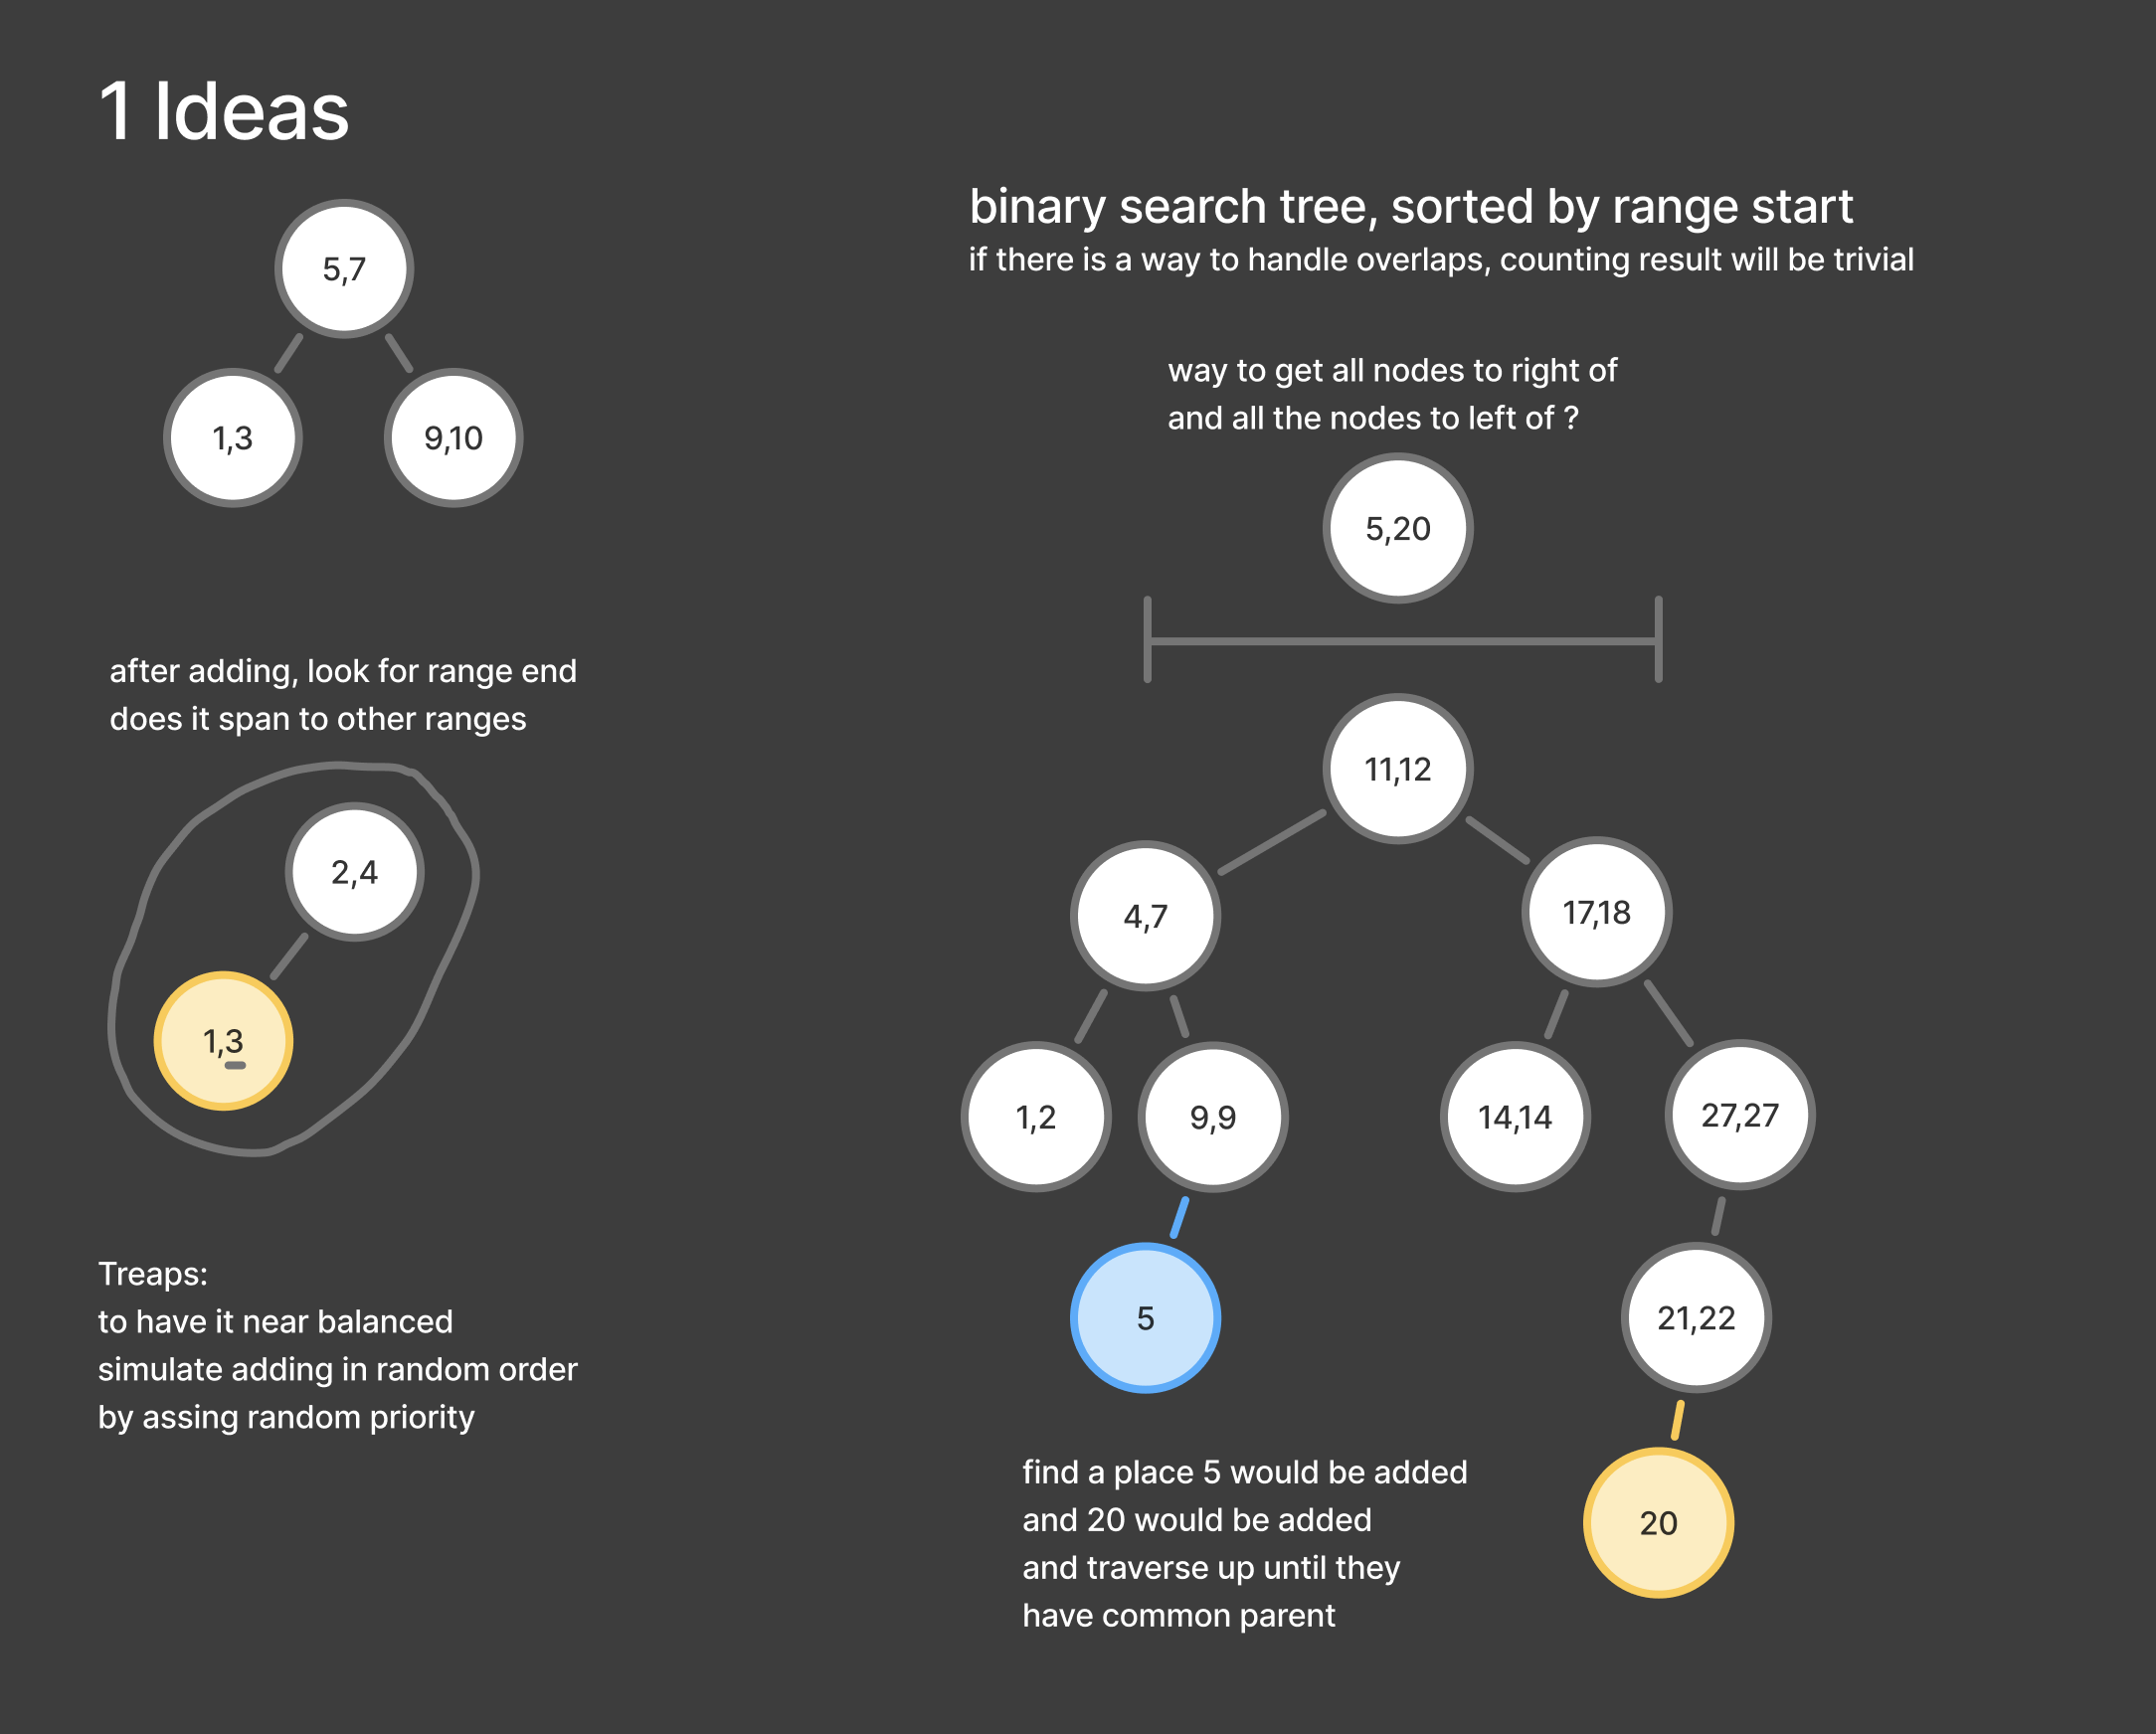 1 Ideas
5,7
1,3
9,10
after adding, look for range end
does it span to other ranges
2,4
1,3
Treaps:
to have it near balanced
simulate adding in random order
by assing random priority
binary search tree, sorted by range start
if there is a way to handle overlaps, counting result will be trivial
way to get all nodes to right of
and all the nodes to left of ?
5,20
11,12
4,7
17,18
1,2
9,9
14,14
27,27
5
21,22
20
find a place 5 would be added
and 20 would be added
and traverse up until they
have common parent